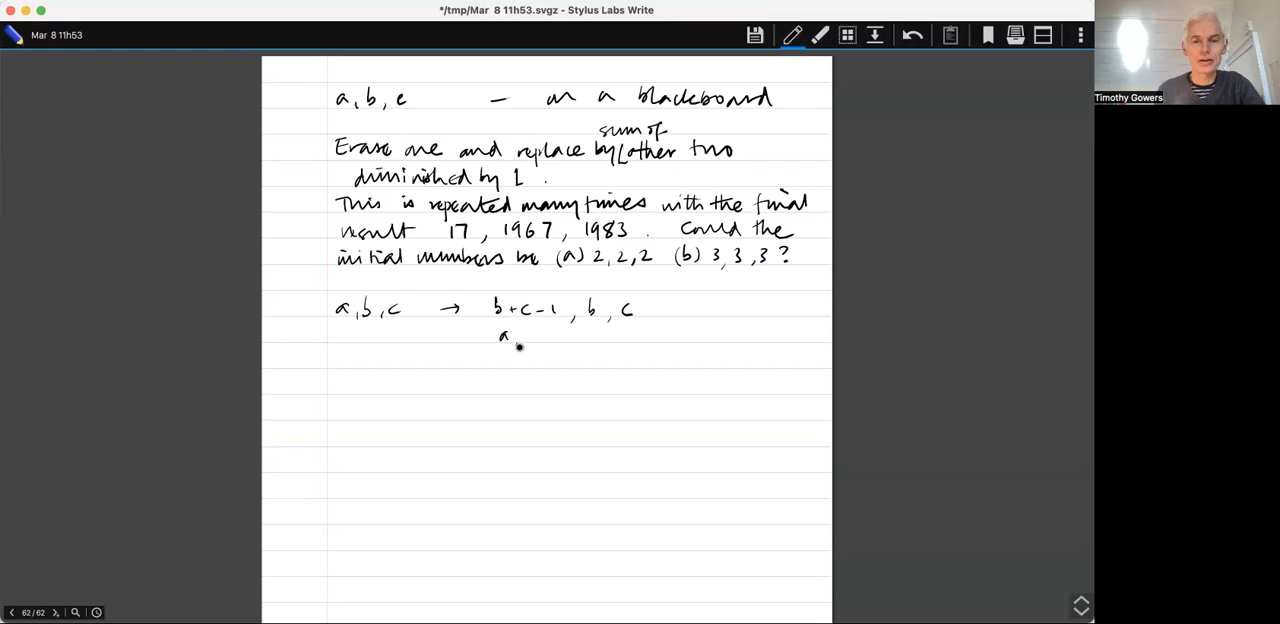 */tmp/Mar 8 11h53.svgz - Stylus Labs Write
Mar 8 11h53
Timothy Gowers
a, b, c — on a blackboard
sum of
Erase one and replace by other two
diminished by 1.
This is repeated many times with the final
result 17, 1967, 1983. Could the
initial numbers be (a) 2,2,2 (b) 3,3,3?
a, b, c → b+c-1, b, c
a
62/62